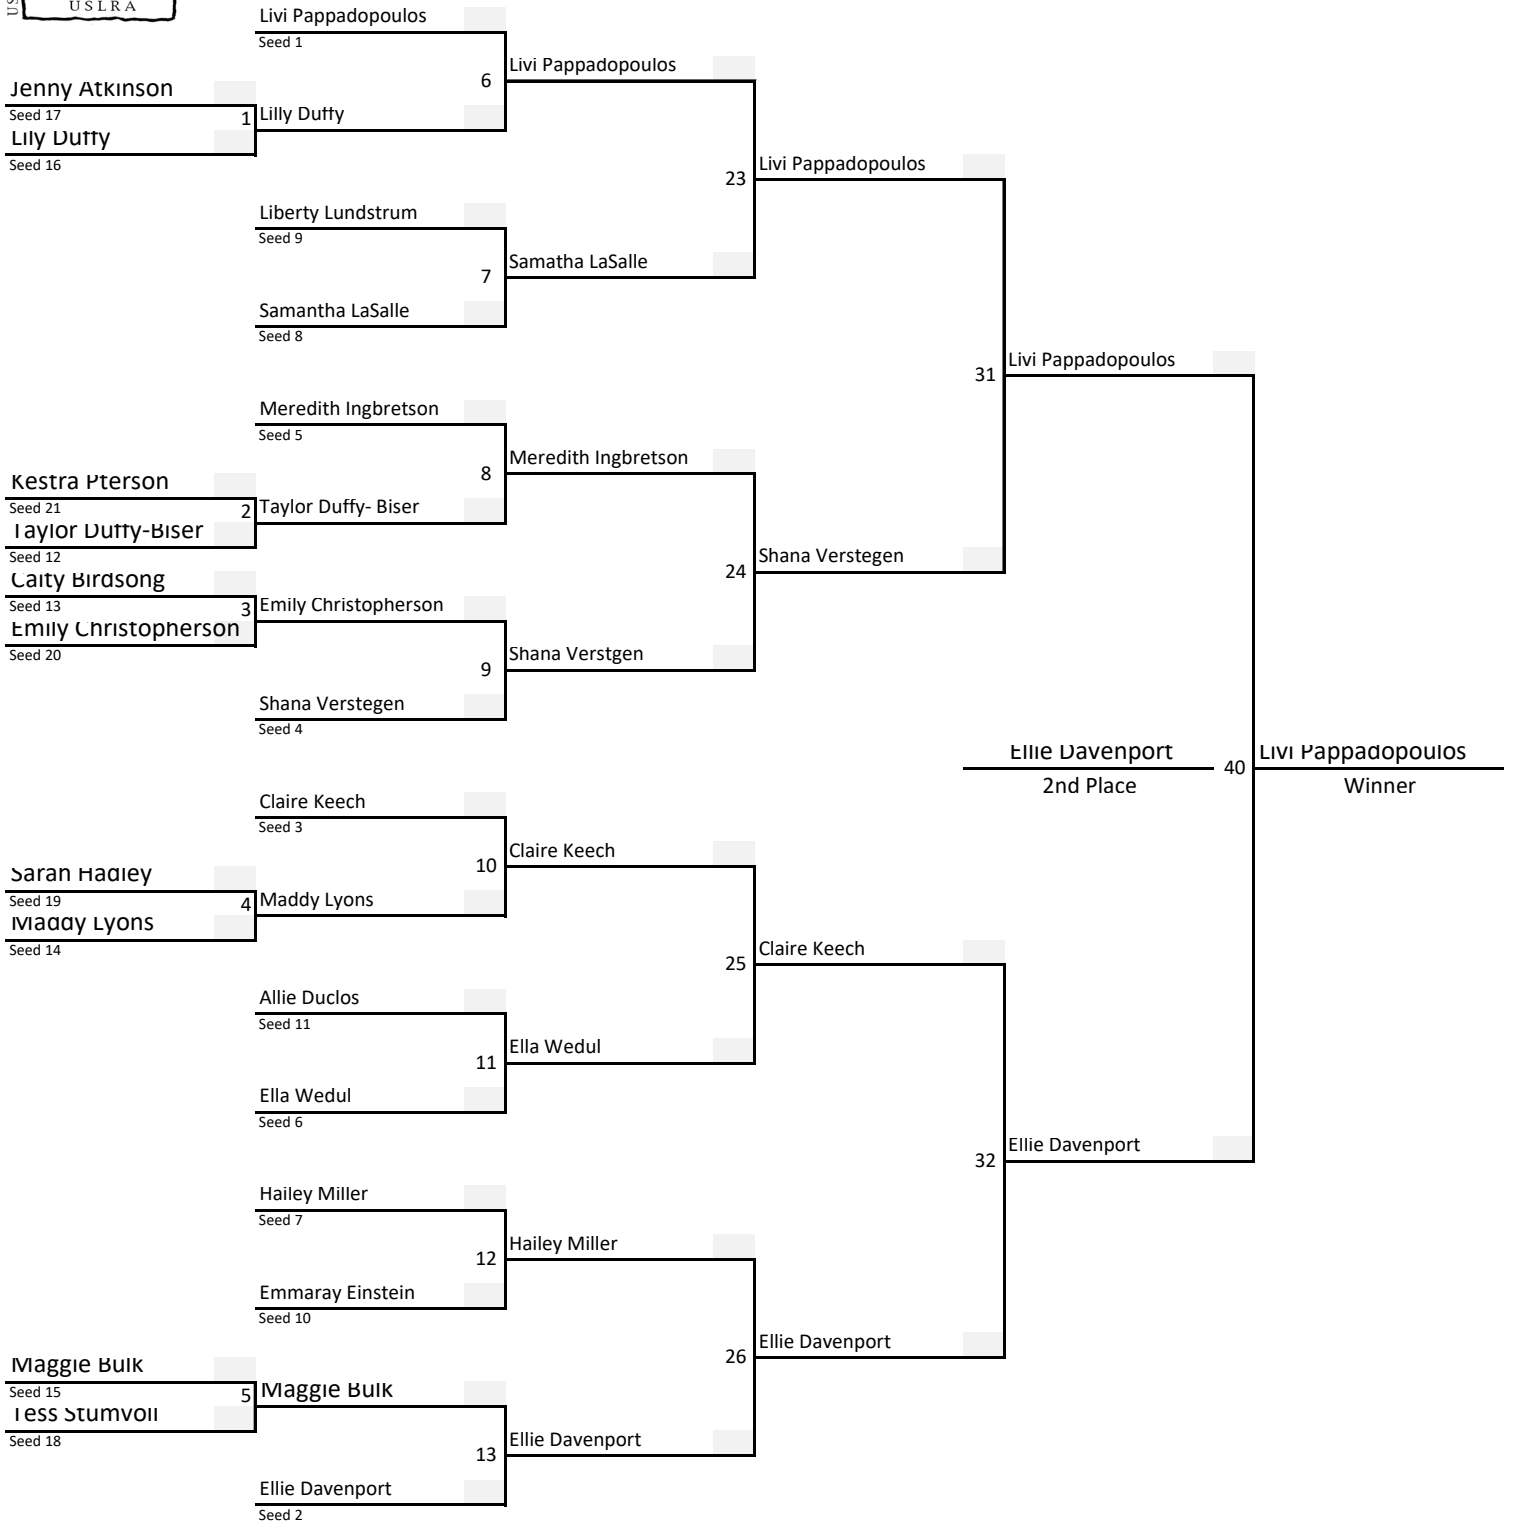 US
USLRA
Livi Pappadopoulos
Seed 1
6
Livi Pappadopoulos
Jenny Atkinson
Seed 17
1
Lilly Duffy
Lily Duffy
Seed 16
23
Livi Pappadopoulos
Liberty Lundstrum
Seed 9
7
Samatha LaSalle
Samantha LaSalle
Seed 8
31
Livi Pappadopoulos
Meredith Ingbretson
Seed 5
8
Meredith Ingbretson
Kestra Pterson
Seed 21
2
Taylor Duffy- Biser
Taylor Duffy-Biser
Seed 12
24
Shana Verstegen
Caity Birdsong
Seed 13
3
Emily Christopherson
Emily Christopherson
Seed 20
9
Shana Verstgen
Shana Verstegen
Seed 4
Ellie Davenport
2nd Place
40
Livi Pappadopoulos
Winner
Claire Keech
Seed 3
10
Claire Keech
Sarah Hadley
Seed 19
4
Maddy Lyons
Maddy Lyons
Seed 14
25
Claire Keech
Allie Duclos
Seed 11
11
Ella Wedul
Ella Wedul
Seed 6
32
Ellie Davenport
Hailey Miller
Seed 7
12
Hailey Miller
Emmaray Einstein
Seed 10
26
Ellie Davenport
Maggie Bulk
Seed 15
5
Maggie Bulk
Tess Stumvoll
Seed 18
13
Ellie Davenport
Ellie Davenport
Seed 2